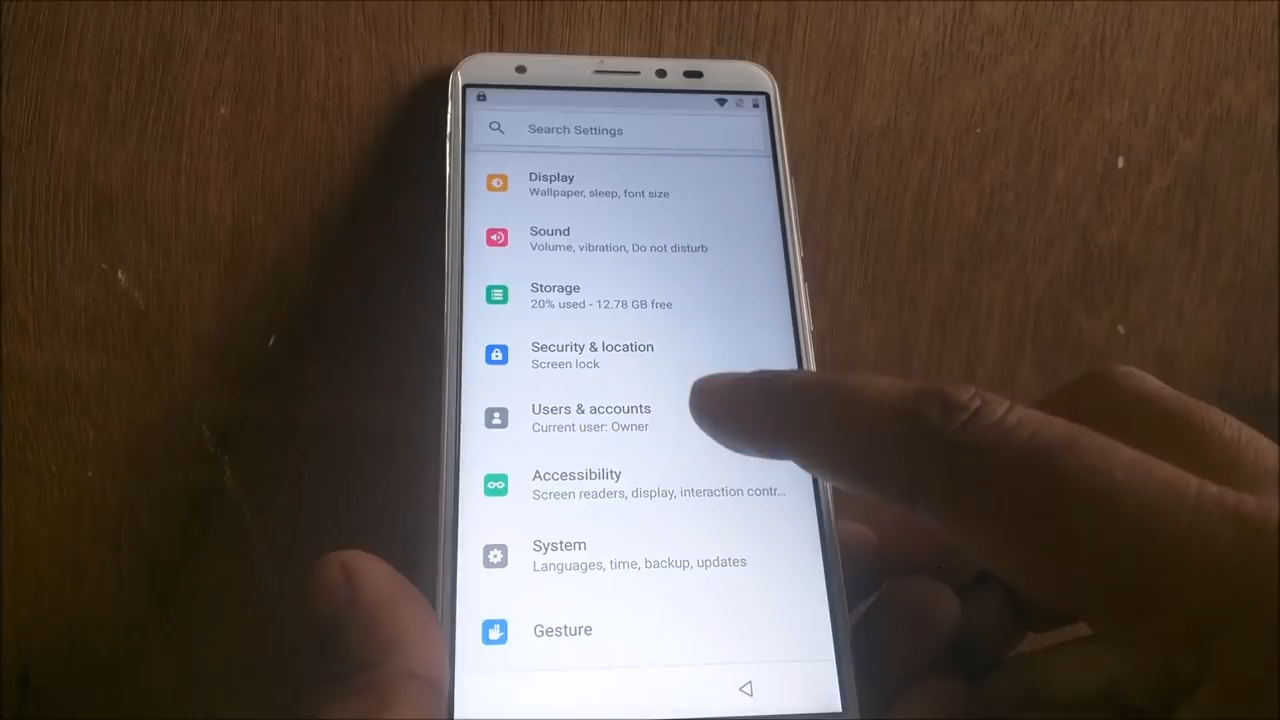 Search Settings
Display
Wallpaper, sleep, font size
Sound
Volume, vibration, Do not disturb
Storage
20% used - 12.78 GB free
Security & location
Screen lock
Users & accounts
Current user: Owner
Accessibility
Screen readers, display, interaction contr...
System
Languages, time, backup, updates
Gesture